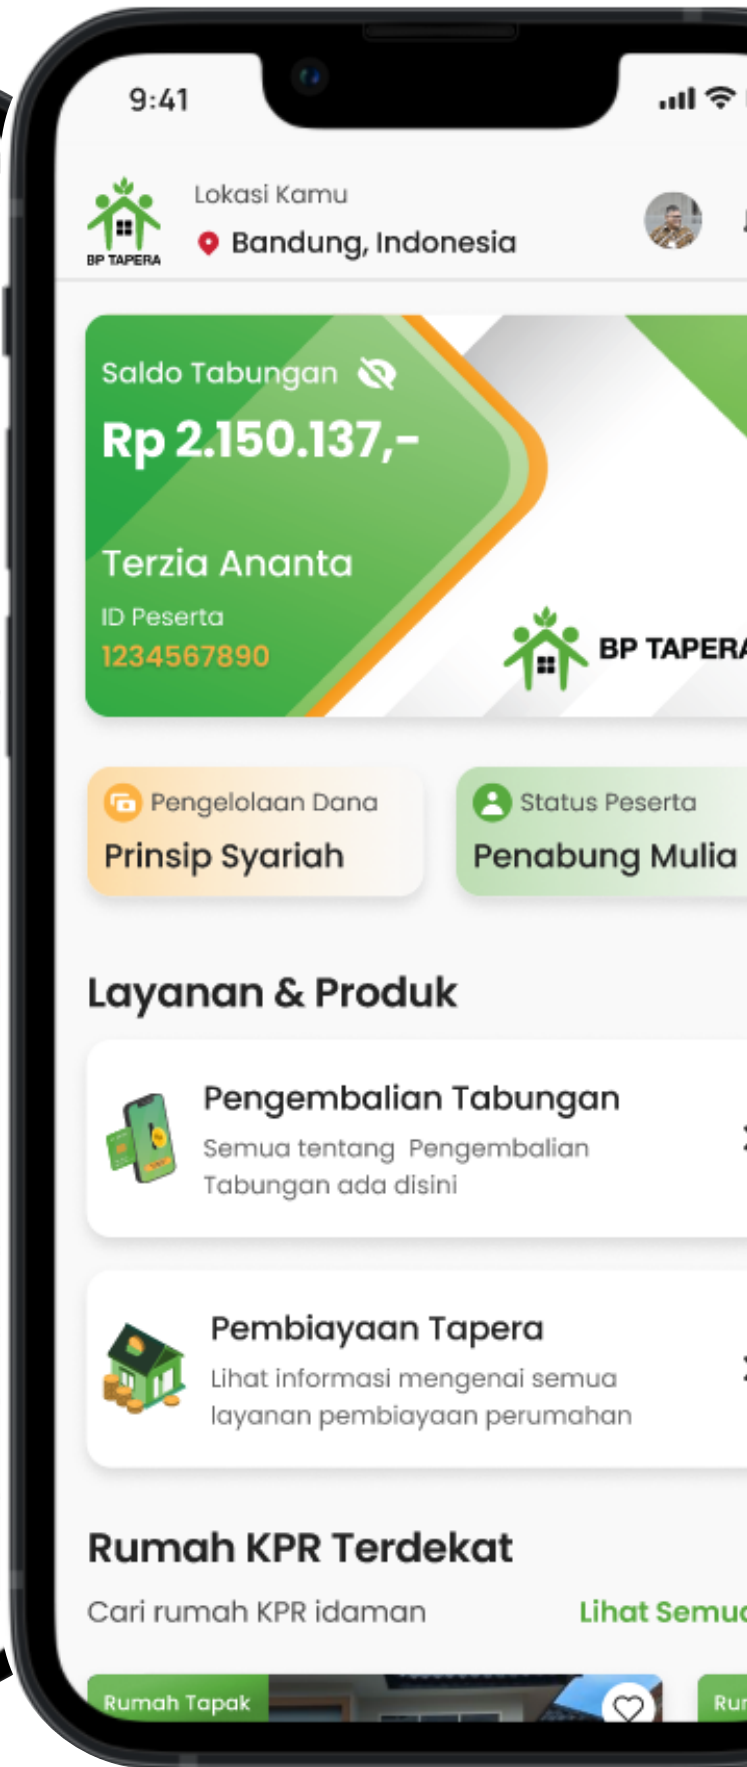 9:41
Lokasi Kamu
Bandung, Indonesia
BP TAPERA
Saldo Tabungan
Rp 2.150.137,-
Terzia Ananta
ID Peserta
1234567890
BP TAPERA
Pengelolaan Dana
Prinsip Syariah
Status Peserta
Penabung Mulia
Layanan & Produk
Pengembalian Tabungan
Semua tentang Pengembalian
Tabungan ada disini
Pembiayaan Tapera
Lihat informasi mengenai semua
layanan pembiayaan perumahan
Rumah KPR Terdekat
Cari rumah KPR idaman
Lihat Semua
Rumah Tapak